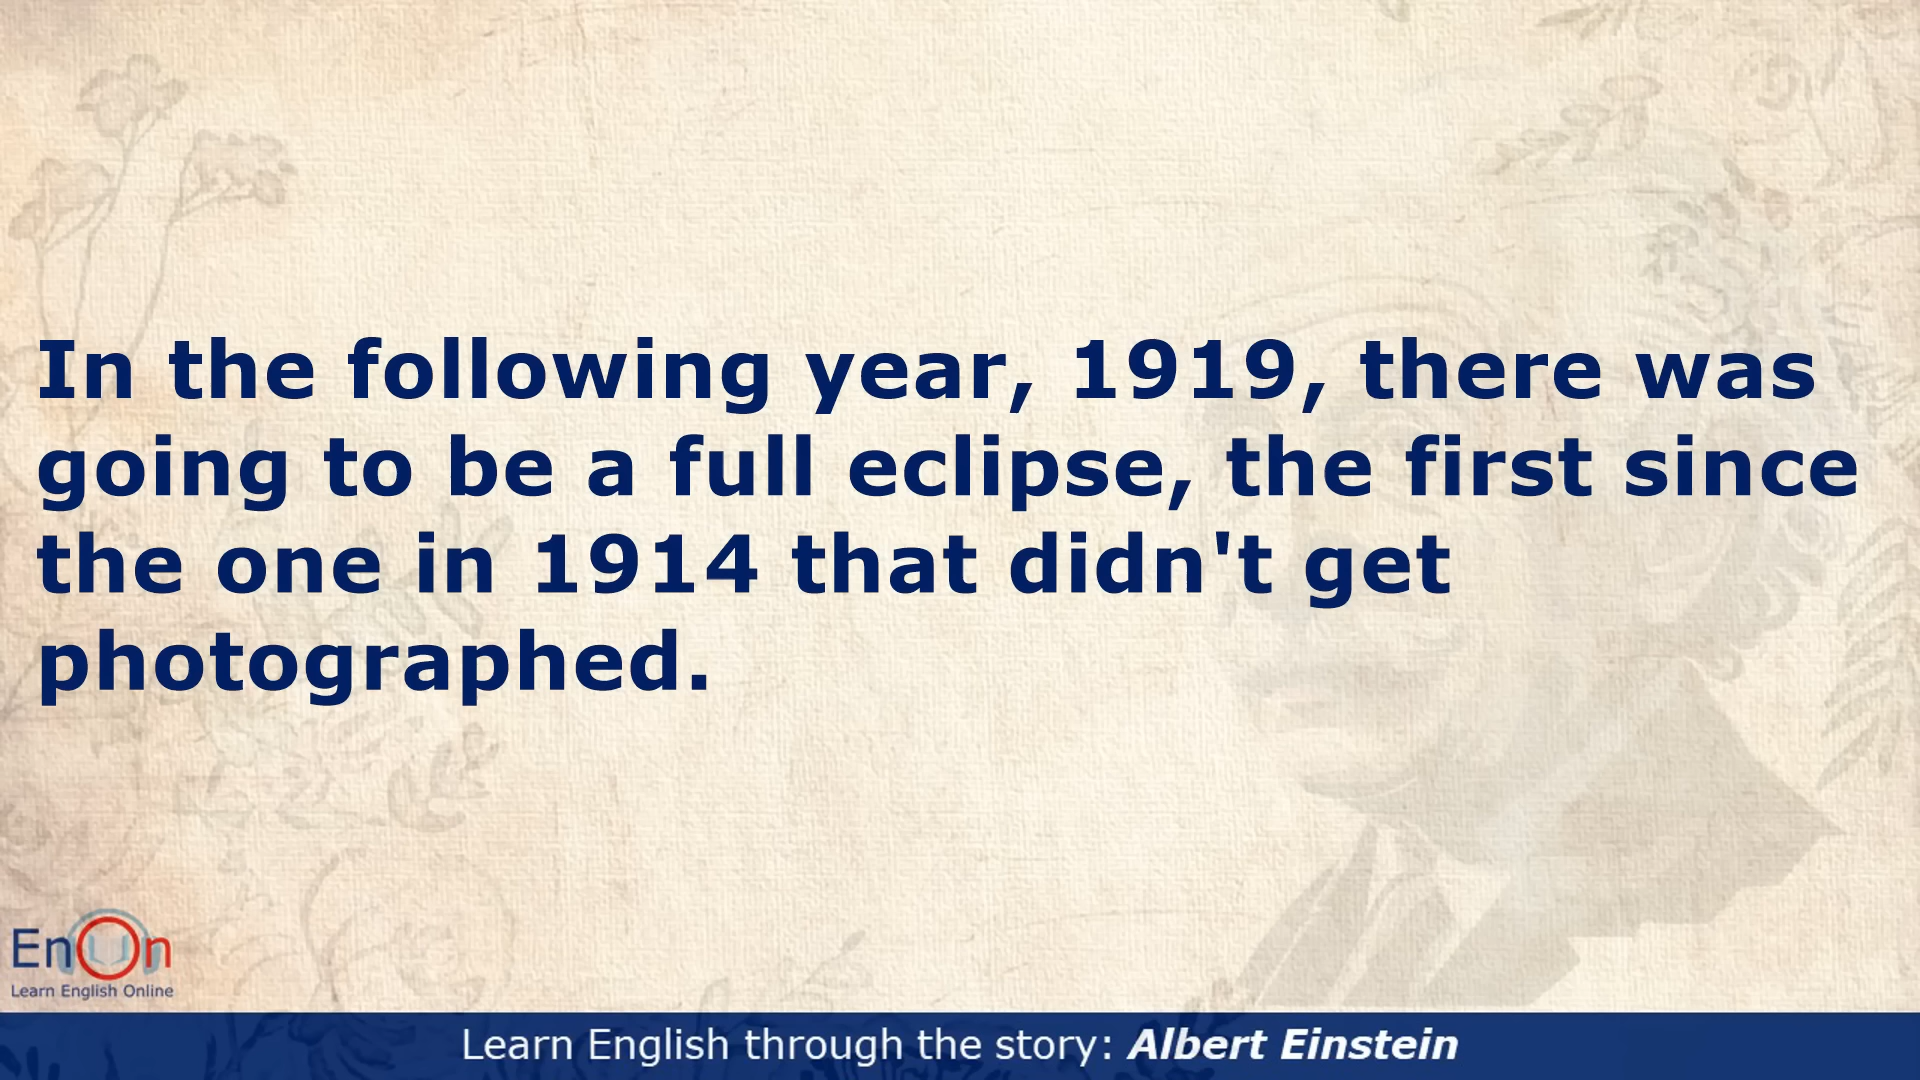 In the following year, 1919, there was
going to be a full eclipse, the first since
the one in 1914 that didn't get
photographed.
EnOn
Learn English Online
Learn English through the story: Albert Einstein